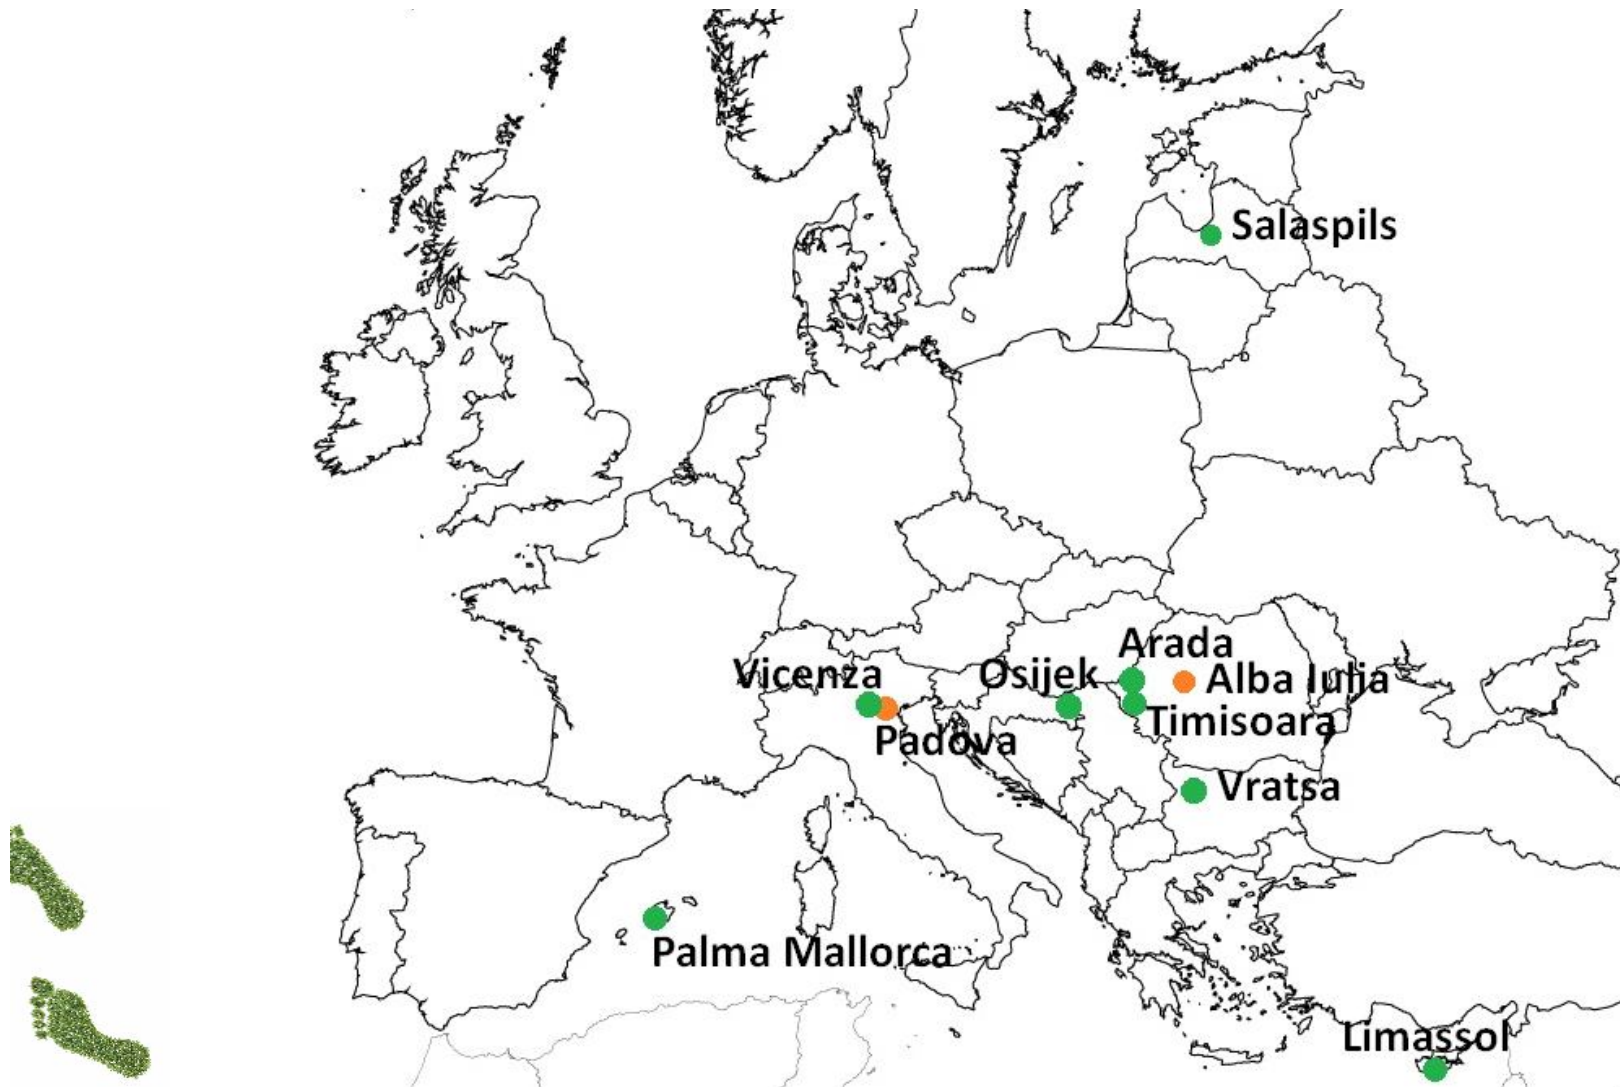 Salaspils
Arada
Vicenza
Osijek
Alba Iulia
Timisoara
Padova
Vratsa
Palma Mallorca
Limassol